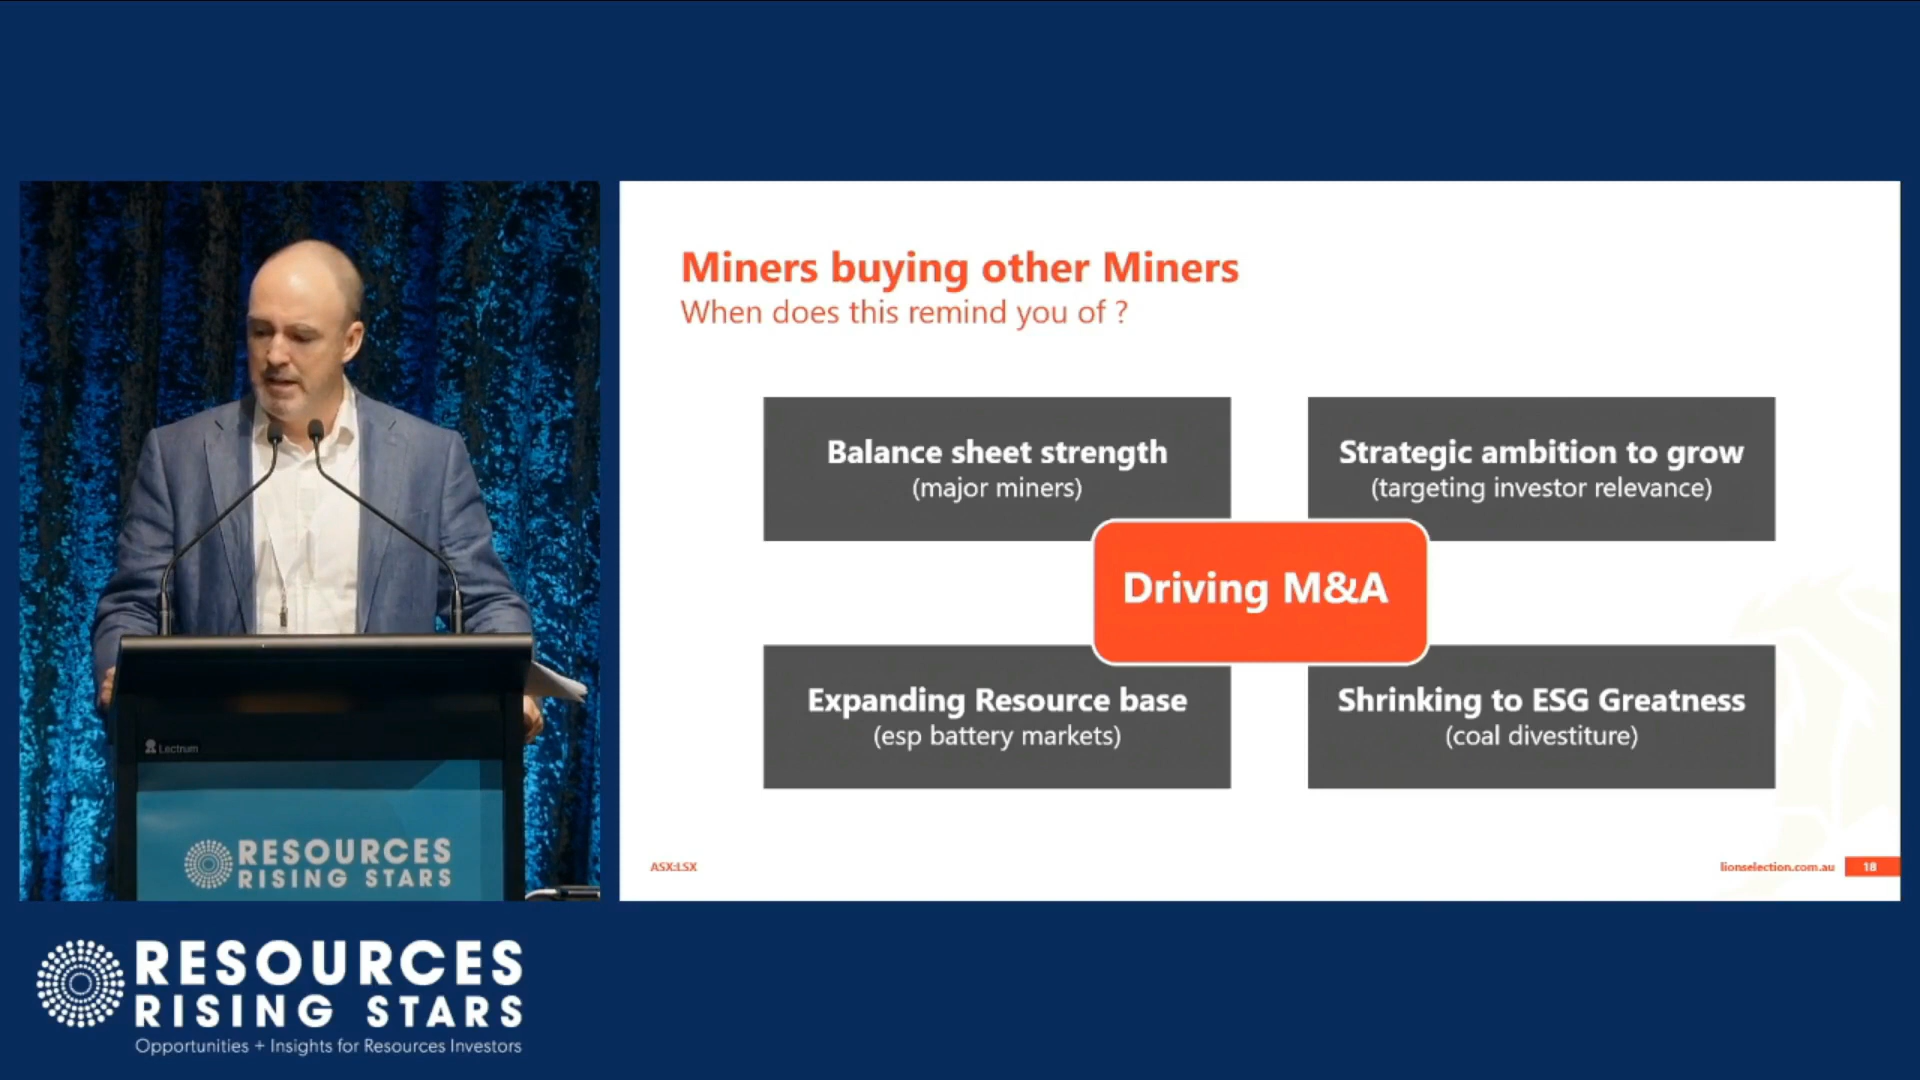 Miners buying other Miners
When does this remind you of ?
Balance sheet strength
(major miners)
Strategic ambition to grow
(targeting investor relevance)
Driving M&A
Expanding Resource base
(esp battery markets)
Shrinking to ESG Greatness
(coal divestiture)
ASX:LSX
lionselection.com.au
18
Lectrum
RESOURCES
RISING STARS
RESOURCES
RISING STARS
Opportunities + Insights for Resources Investors